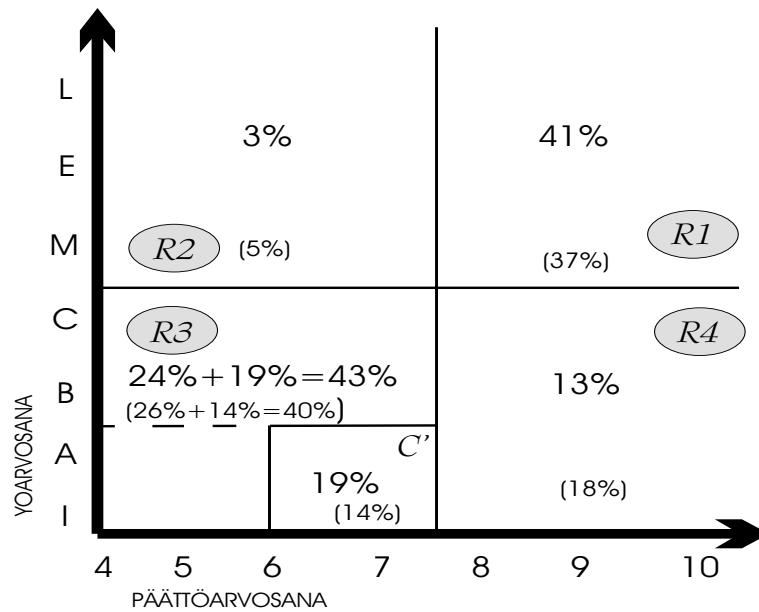 L
3%
41%
E
M
R2
(5%)
R1
(37%)
C
R3
R4
24%+19%=43%
13%
B
(26%+14%=40%)
A
C'
19%
(18%)
(14%)
I
YOARVOSANA
4 5 6 7 8 9 10
PÄÄTTÖARVOSANA